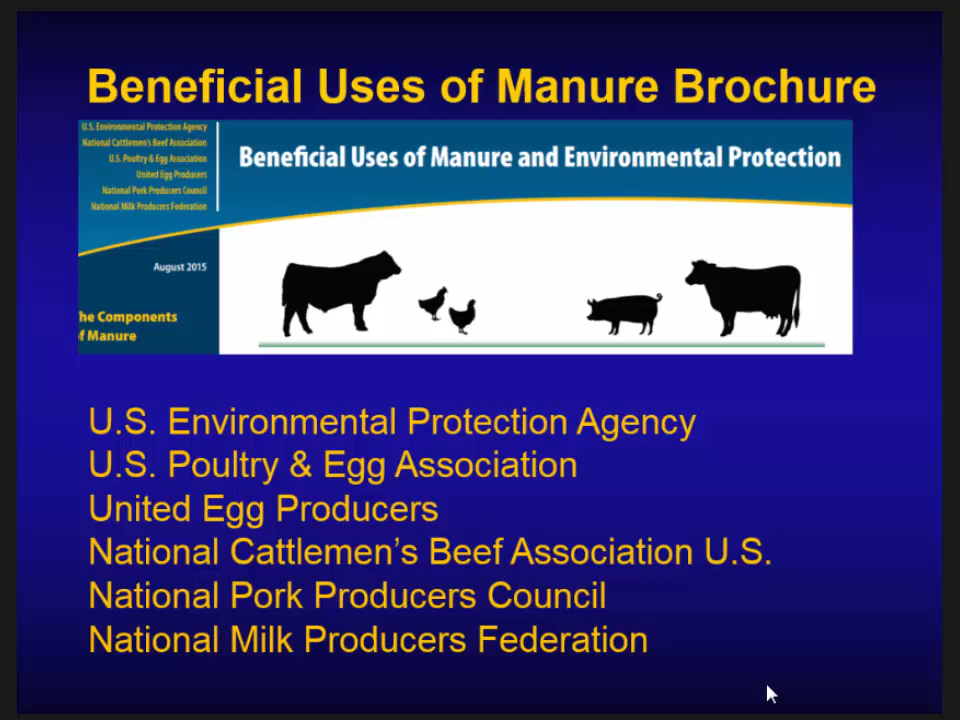 Beneficial Uses of Manure Brochure
U.S. Environmental Protection Agency
National Cattlemen's Beef Association
U.S. Poultry & Egg Association
United Egg Producers
National Pork Producers Council
National Milk Producers Federation
Beneficial Uses of Manure and Environmental Protection
August 2015
he Components
f Manure
U.S. Environmental Protection Agency
U.S. Poultry & Egg Association
United Egg Producers
National Cattlemen’s Beef Association U.S.
National Pork Producers Council
National Milk Producers Federation